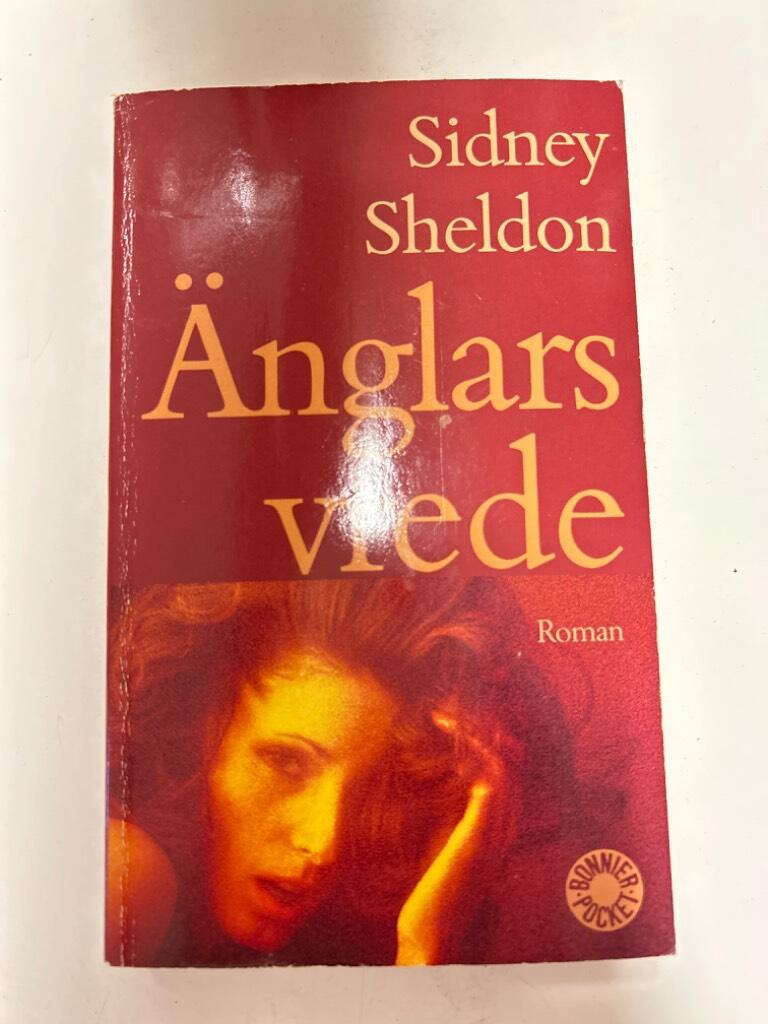 Sidney
Sheldon
Änglars
vrede
Roman
BONNIER
POCKET